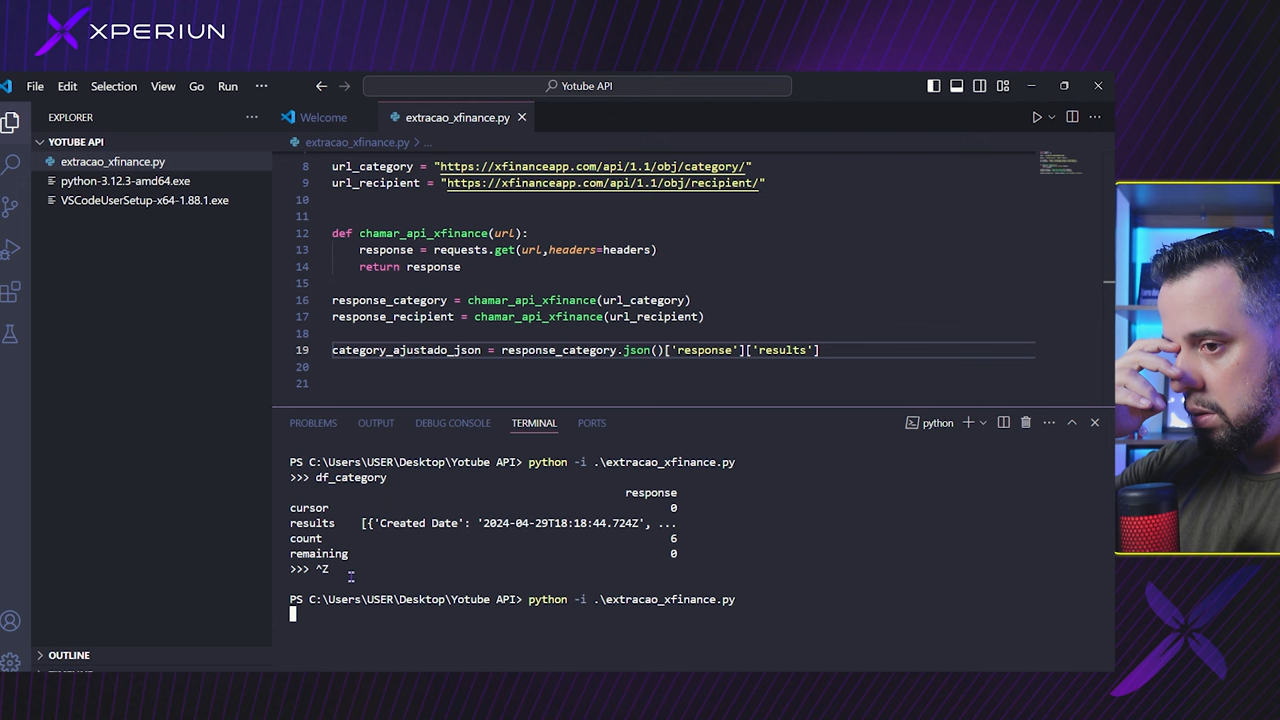 XPERIUN
File Edit Selection View Go Run ··· Yotube API
EXPLORER ··· Welcome extracao_xfinance.py
YOTUBE API
extracao_xfinance.py
python-3.12.3-amd64.exe
VSCodeUserSetup-x64-1.88.1.exe
OUTLINE
extracao_xfinance.py > ...
8 url_category = "https://xfinanceapp.com/api/1.1/obj/category/"
9 url_recipient = "https://xfinanceapp.com/api/1.1/obj/recipient/"
10
11
12 def chamar_api_xfinance(url):
13 response = requests.get(url,headers=headers)
14 return response
15
16 response_category = chamar_api_xfinance(url_category)
17 response_recipient = chamar_api_xfinance(url_recipient)
18
19 category_ajustado_json = response_category.json()['response']['results']
20
21
PROBLEMS OUTPUT DEBUG CONSOLE TERMINAL PORTS python
PS C:\Users\USER\Desktop\Yotube API> python -i .\extracao_xfinance.py
>>> df_category
response
cursor 0
results [{'Created Date': '2024-04-29T18:18:44.724Z', ...
count 6
remaining 0
>>> ^Z
PS C:\Users\USER\Desktop\Yotube API> python -i .\extracao_xfinance.py